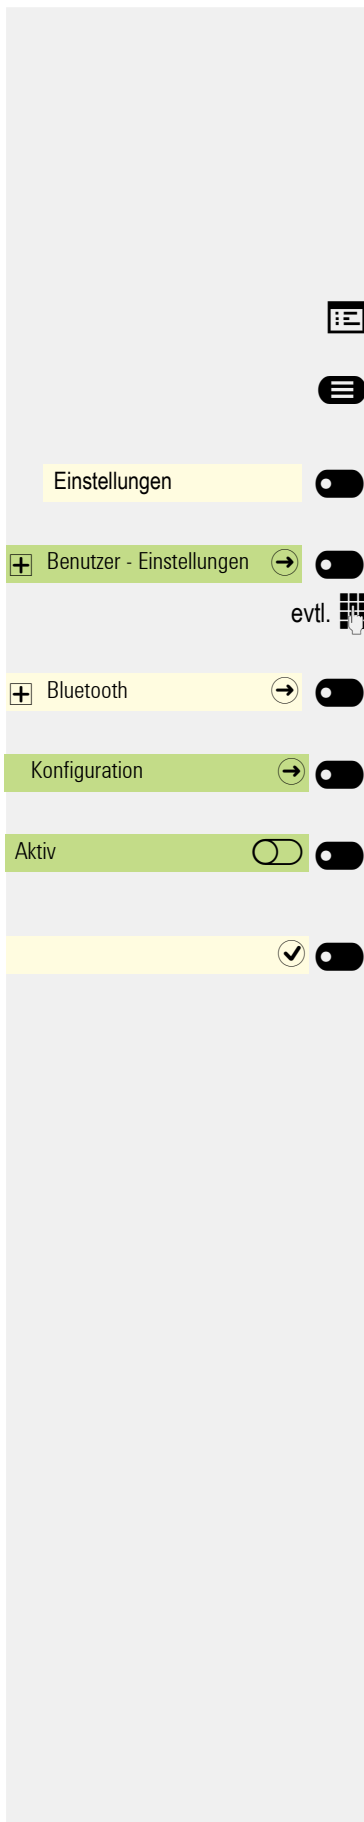 Einstellungen
Benutzer - Einstellungen
evtl.
Bluetooth
Konfiguration
Aktiv